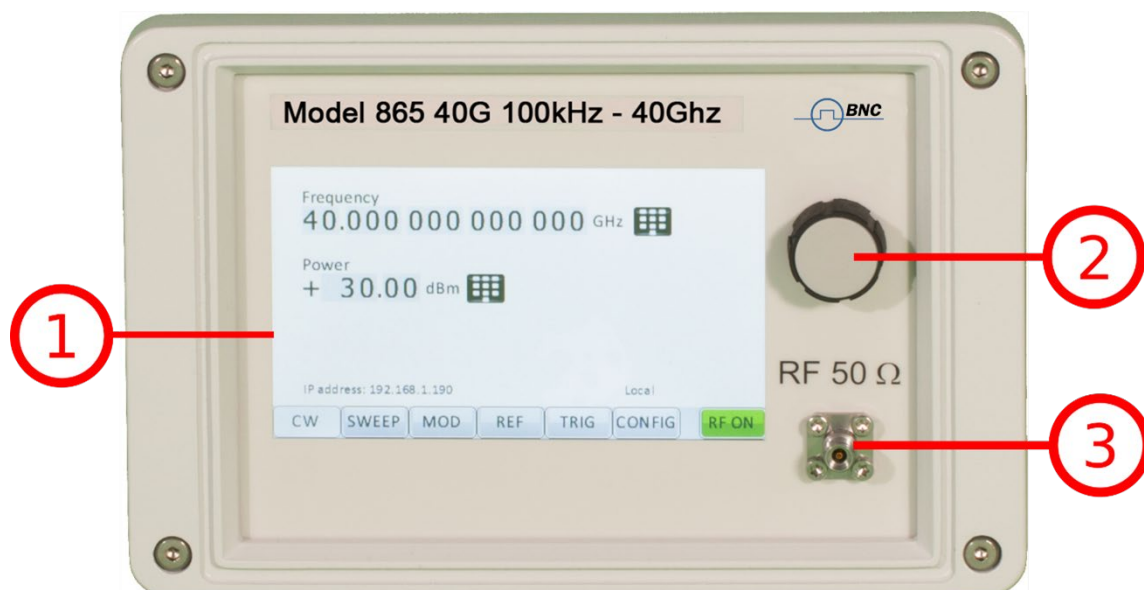 Model 865 40G 100kHz - 40Ghz
BNC
Frequency
40.000 000 000 000 GHz
Power
+ 30.00 dBm
IP address: 192.168.1.190 Local
CW SWEEP MOD REF TRIG CONFIG RF ON
RF 50 Ω
1
2
3